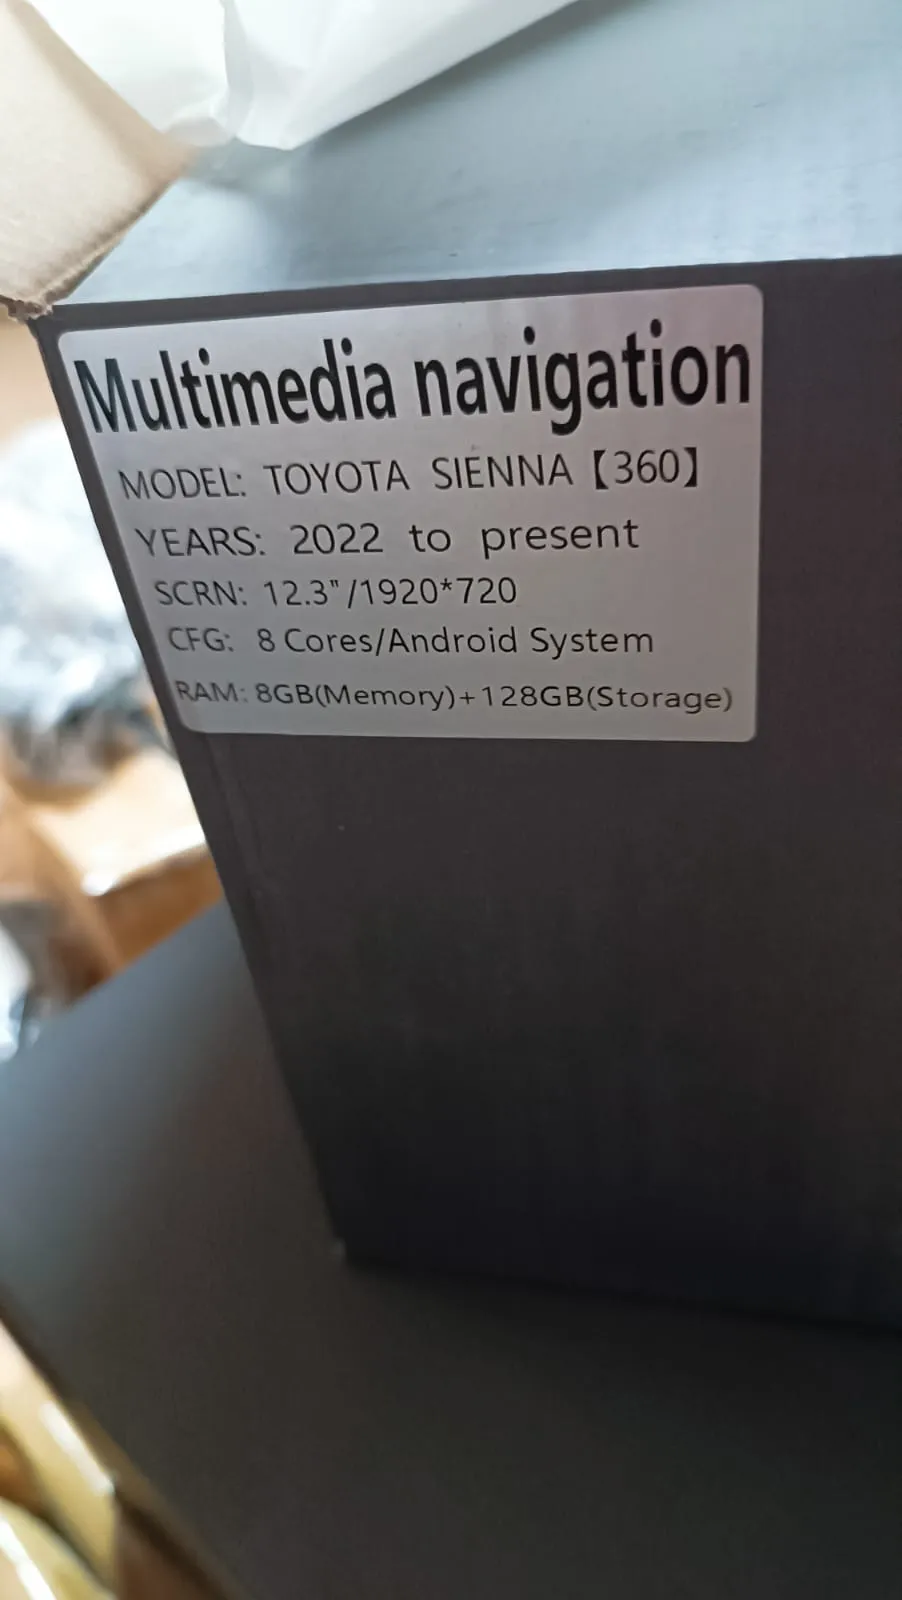 Multimedia navigation
MODEL: TOYOTA SIENNA【360】
YEARS: 2022 to present
SCRN: 12.3"/1920*720
CFG: 8 Cores/Android System
RAM: 8GB(Memory)+128GB(Storage)